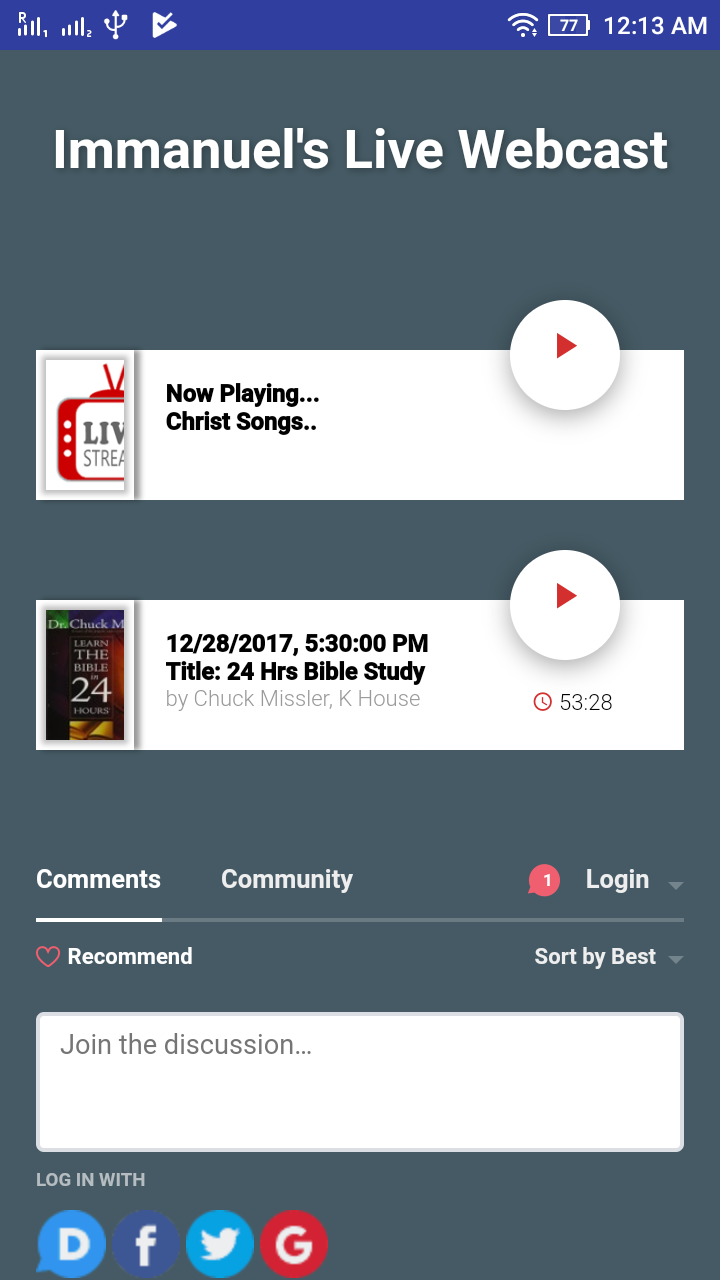 R 1 2 77 12:13 AM
Immanuel's Live Webcast
LIV
STREA
Now Playing...
Christ Songs..
Dr. Chuck M
LEARN
THE
BIBLE
in
24
HOURS
12/28/2017, 5:30:00 PM
Title: 24 Hrs Bible Study
by Chuck Missler, K House
53:28
Comments Community 1 Login
Recommend Sort by Best
Join the discussion…
LOG IN WITH
D f G